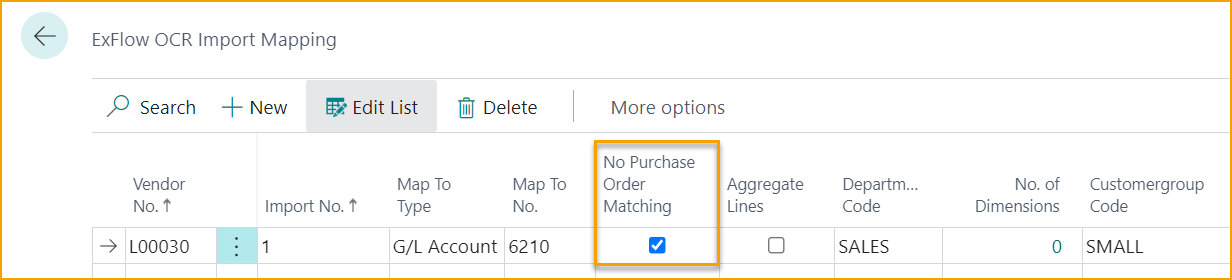 ExFlow OCR Import Mapping
Search New Edit List Delete More options
Vendor No.↑ Import No.↑ Map To Type Map To No. No Purchase Order Matching Aggregate Lines Departm... Code No. of Dimensions Customergroup Code
L00030 1 G/L Account 6210 SALES 0 SMALL